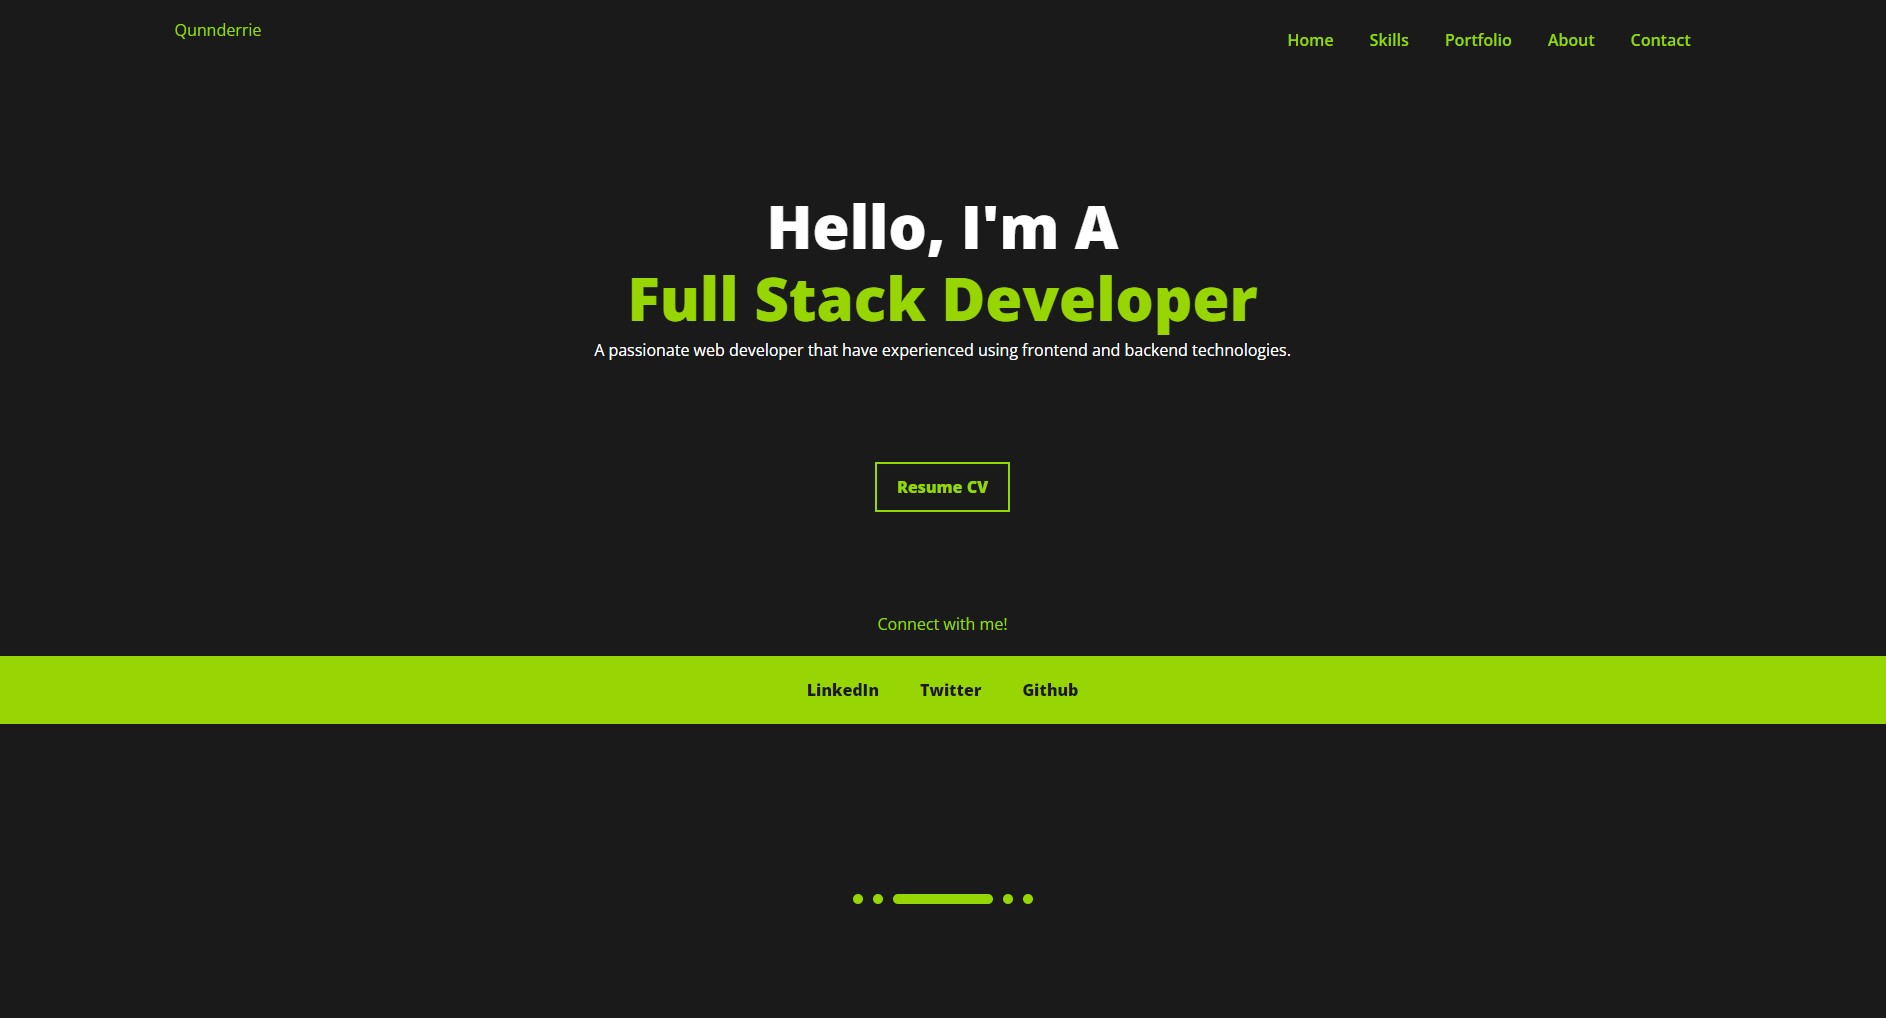 Qunnderrie
Home Skills Portfolio About Contact
Hello, I'm A
Full Stack Developer
A passionate web developer that have experienced using frontend and backend technologies.
Resume CV
Connect with me!
LinkedIn Twitter Github